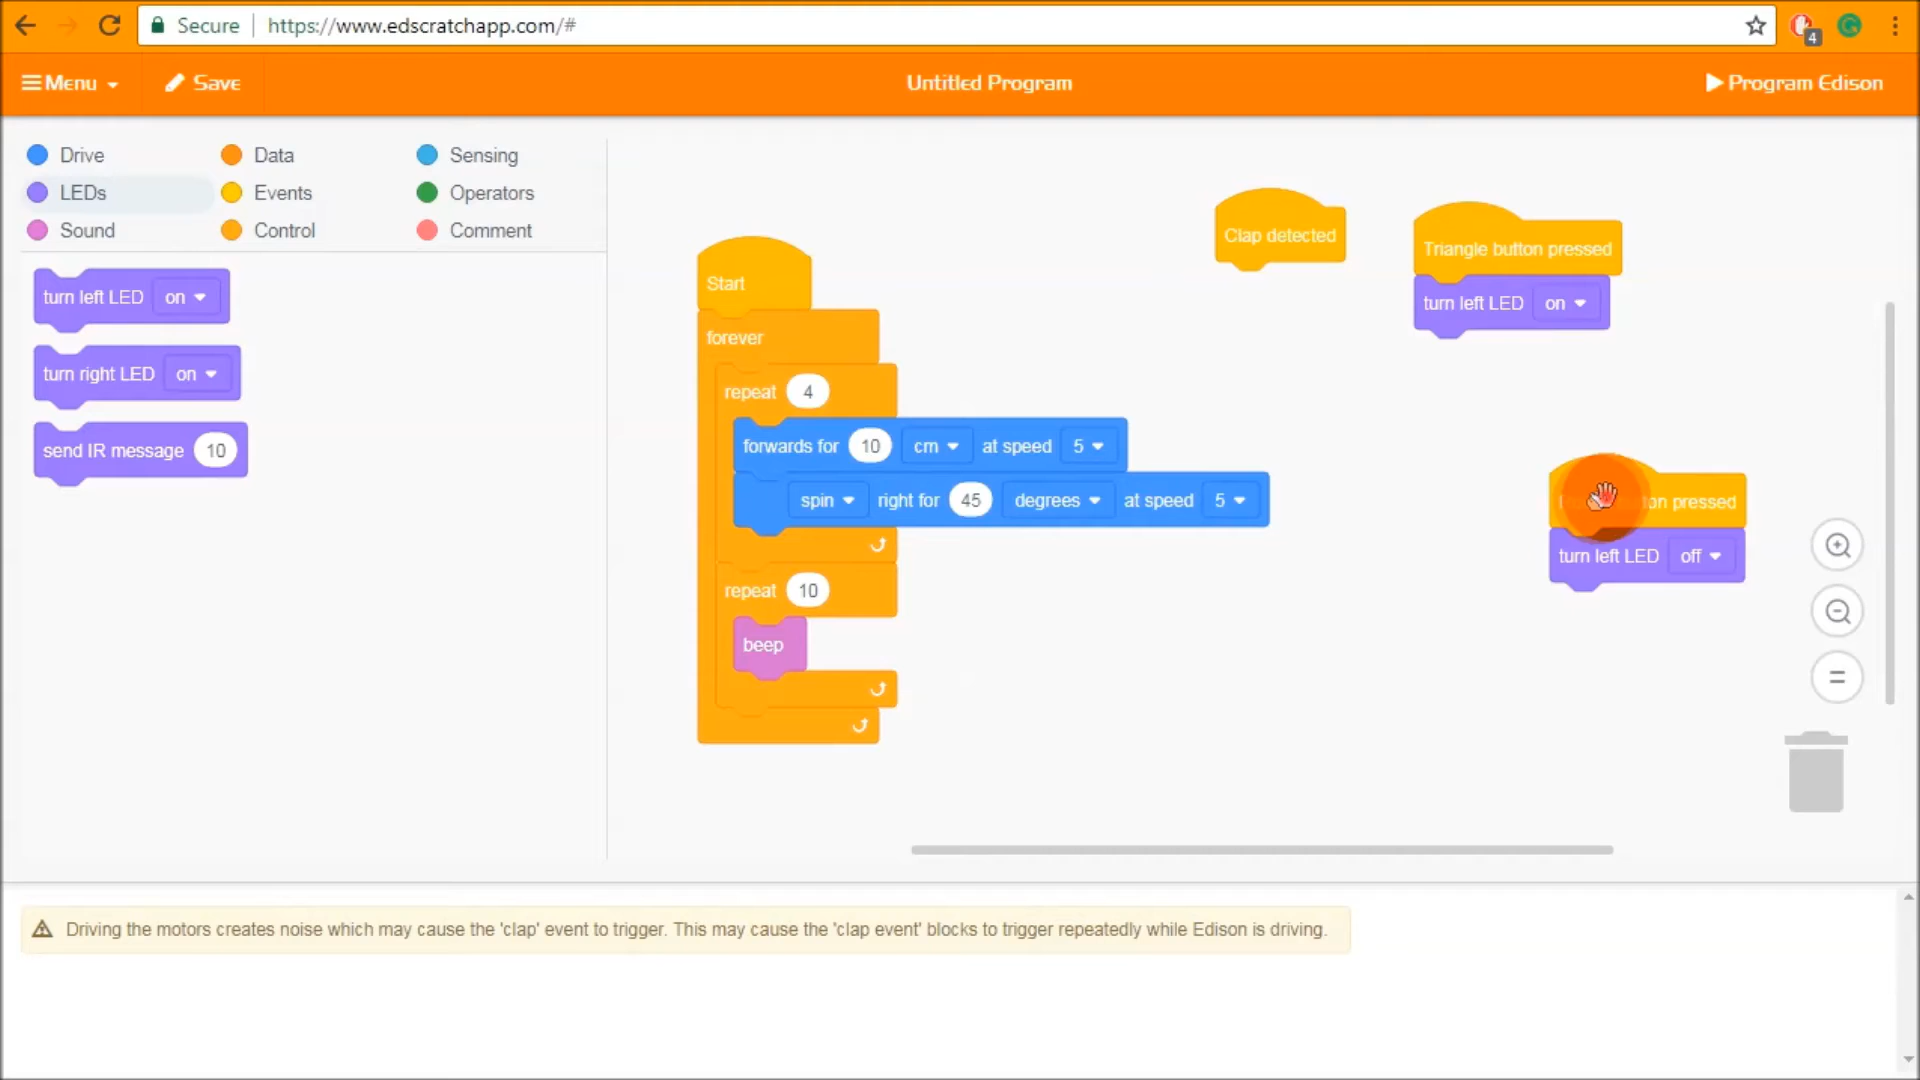 Secure https://www.edscratchapp.com/#
4
Menu
Save
Untitled Program
Program Edison
Drive
Data
Sensing
LEDs
Events
Operators
Sound
Control
Comment
turn left LED on
turn right LED on
send IR message 10
Start
forever
repeat 4
forwards for 10 cm at speed 5
spin right for 45 degrees at speed 5
repeat 10
beep
Clap detected
Triangle button pressed
turn left LED on
pressed
turn left LED off
Driving the motors creates noise which may cause the 'clap' event to trigger. This may cause the 'clap event' blocks to trigger repeatedly while Edison is driving.